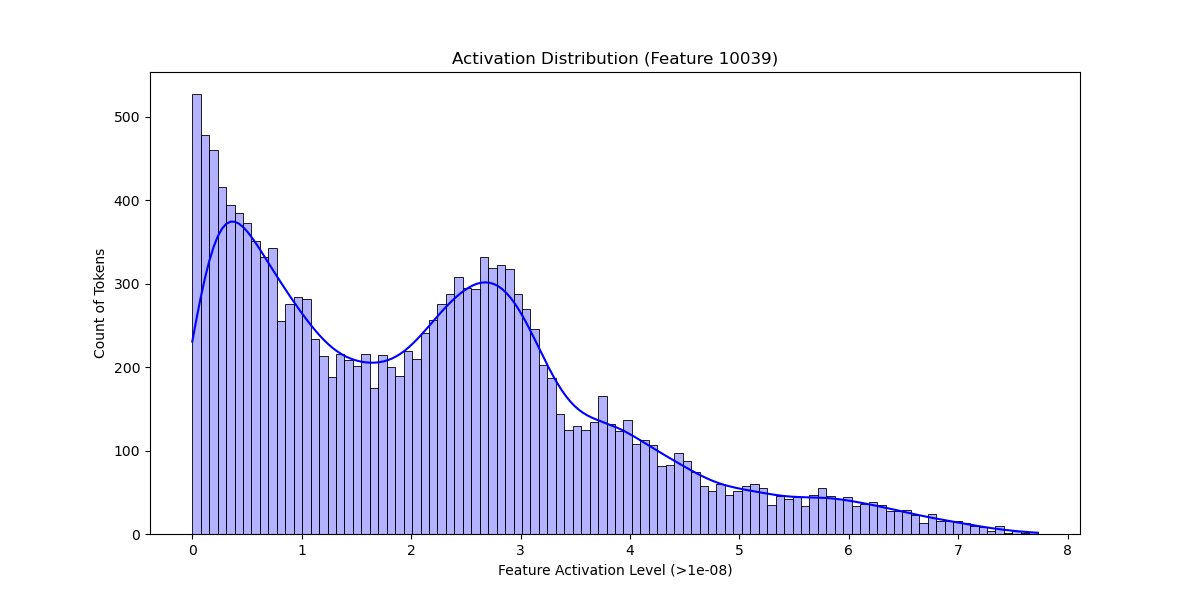 Activation Distribution (Feature 10039)
Count of Tokens
500
400
300
200
100
0
0 1 2 3 4 5 6 7 8
Feature Activation Level (>1e-08)